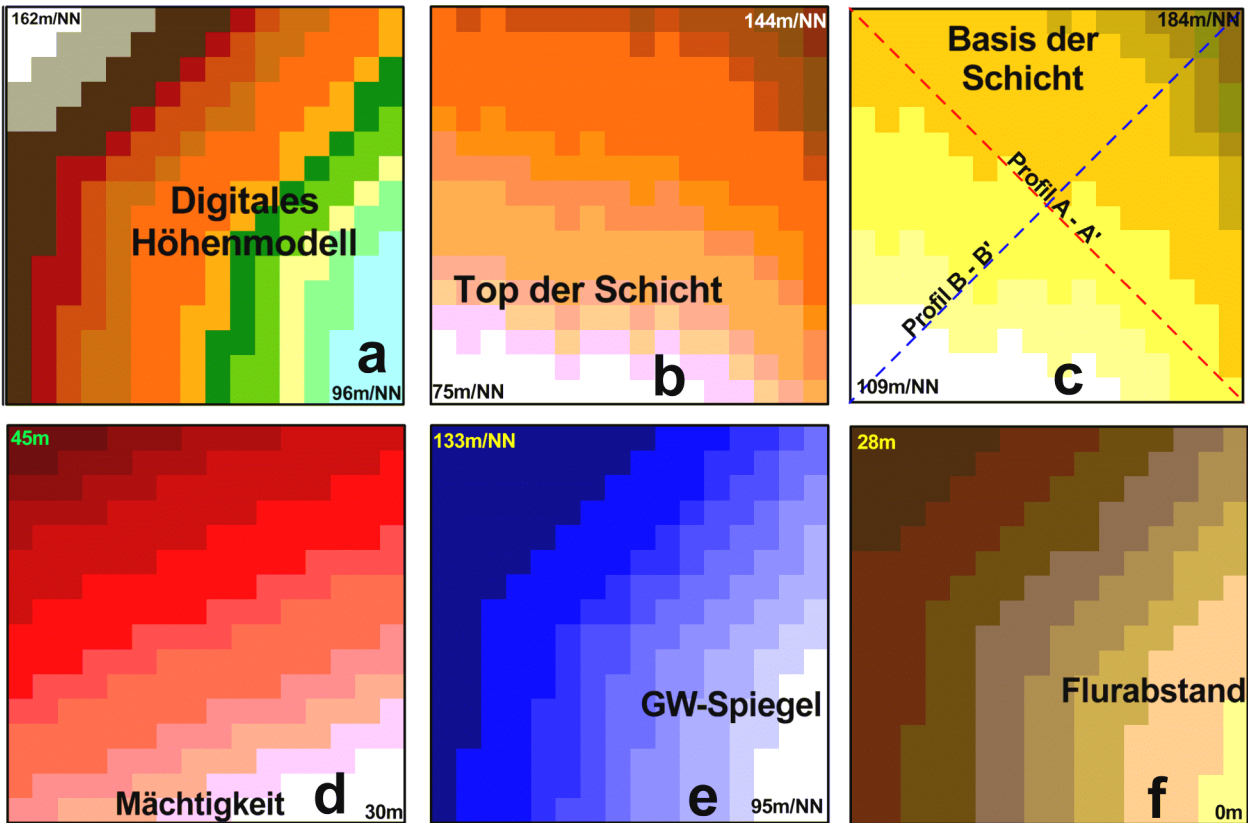 162m/NN
Digitales
Höhenmodell
a
96m/NN
144m/NN
Top der Schicht
b
75m/NN
184m/NN
Basis der
Schicht
Profil A - A'
Profil B - B'
109m/NN
c
45m
Mächtigkeit
d
30m
133m/NN
GW-Spiegel
e
95m/NN
28m
Flurabstand
f
0m